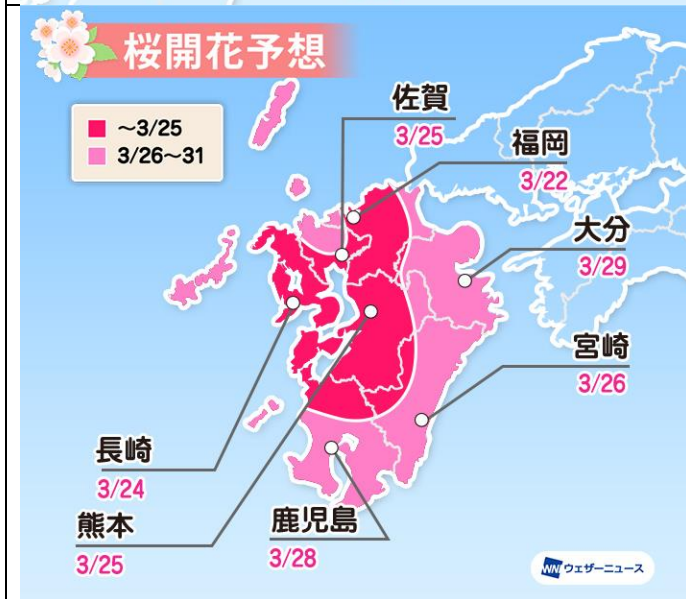 桜開花予想
～3/25
3/26～31
佐賀
3/25
福岡
3/22
大分
3/29
宮崎
3/26
長崎
3/24
熊本
3/25
鹿児島
3/28
WN ウェザーニュース